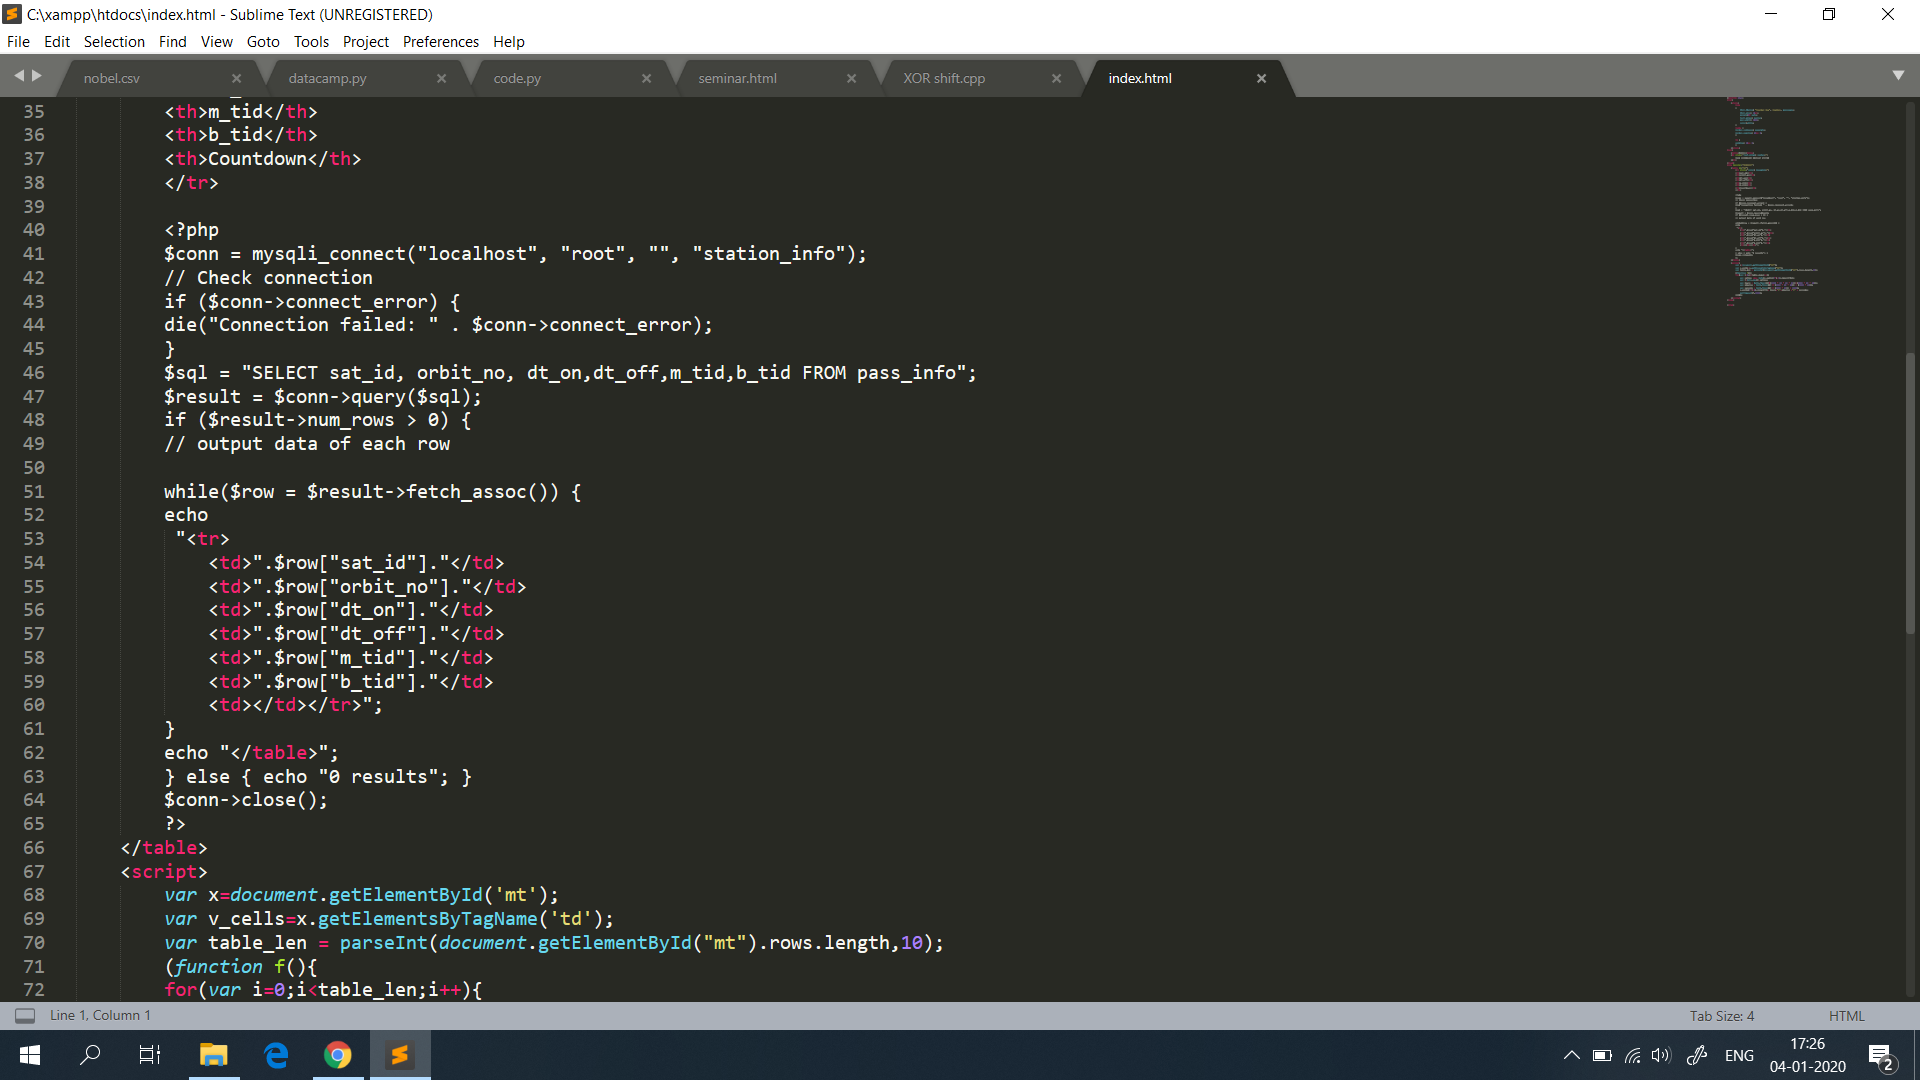 C:\xampp\htdocs\index.html - Sublime Text (UNREGISTERED)
File Edit Selection Find View Goto Tools Project Preferences Help
nobel.csv datacamp.py code.py seminar.html XOR shift.cpp index.html
35 <th>m_tid</th>
36 <th>b_tid</th>
37 <th>Countdown</th>
38 </tr>
39
40 <?php
41 $conn = mysqli_connect("localhost", "root", "", "station_info");
42 // Check connection
43 if ($conn->connect_error) {
44 die("Connection failed: " . $conn->connect_error);
45 }
46 $sql = "SELECT sat_id, orbit_no, dt_on,dt_off,m_tid,b_tid FROM pass_info";
47 $result = $conn->query($sql);
48 if ($result->num_rows > 0) {
49 // output data of each row
50
51 while($row = $result->fetch_assoc()) {
52 echo
53 "<tr>
54 <td>".$row["sat_id"]."</td>
55 <td>".$row["orbit_no"]."</td>
56 <td>".$row["dt_on"]."</td>
57 <td>".$row["dt_off"]."</td>
58 <td>".$row["m_tid"]."</td>
59 <td>".$row["b_tid"]."</td>
60 <td></td></tr>";
61 }
62 echo "</table>";
63 } else { echo "0 results"; }
64 $conn->close();
65 ?>
66 </table>
67 <script>
68 var x=document.getElementById('mt');
69 var v_cells=x.getElementsByTagName('td');
70 var table_len = parseInt(document.getElementById("mt").rows.length,10);
71 (function f(){
72 for(var i=0;i<table_len;i++){
Line 1, Column 1 Tab Size: 4 HTML
ENG 17:26
04-01-2020 2